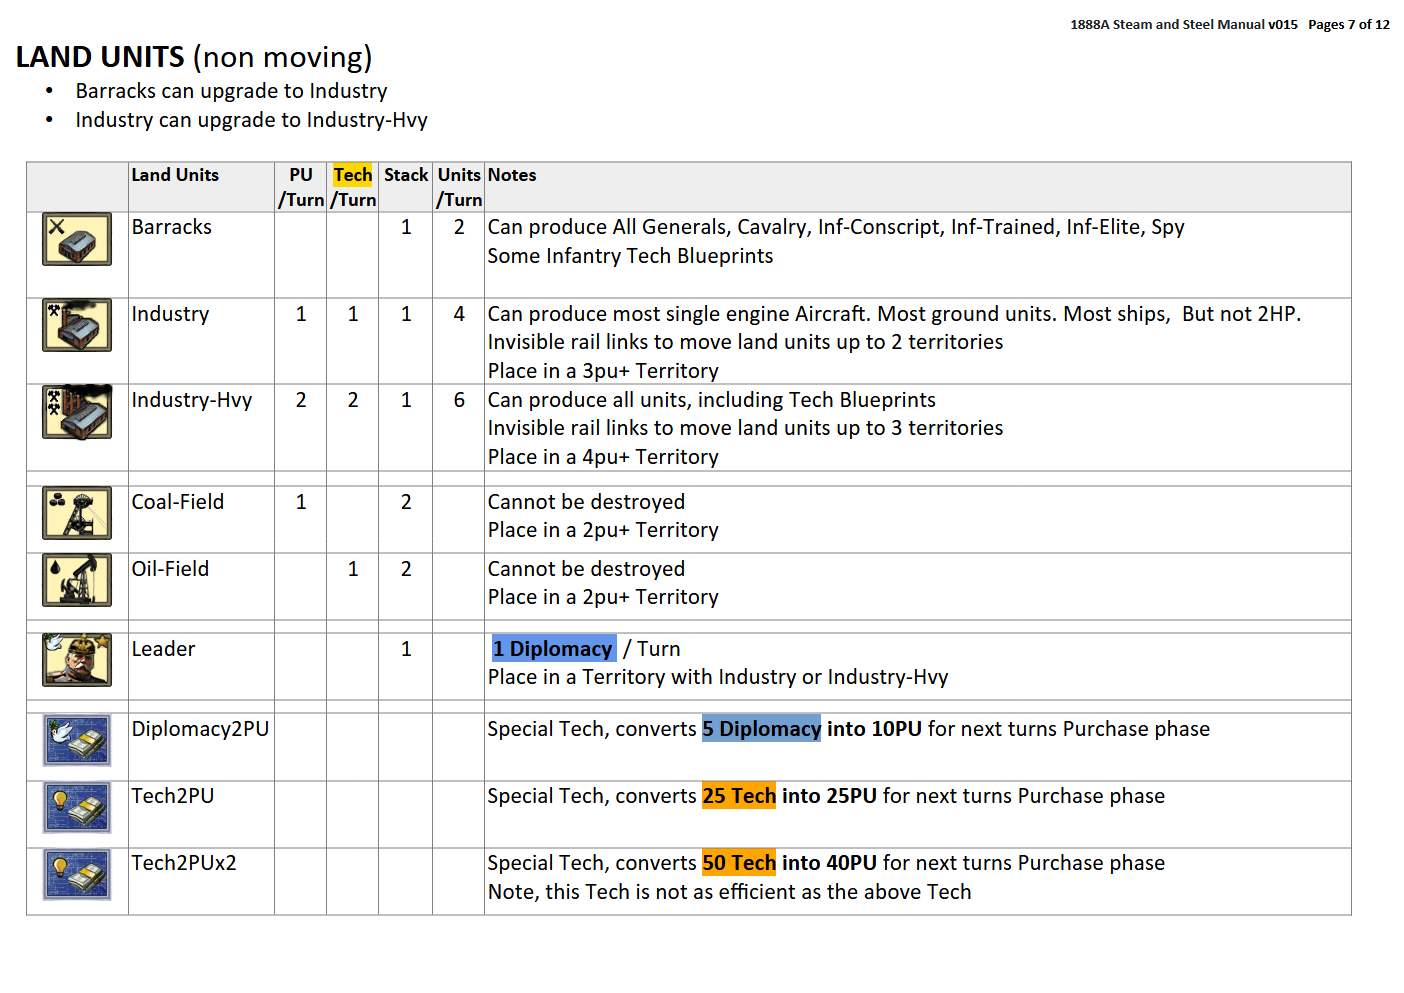 1888A Steam and Steel Manual v015 Pages 7 of 12
LAND UNITS (non moving)
• Barracks can upgrade to Industry
• Industry can upgrade to Industry-Hvy
Land Units PU /Turn Tech /Turn Stack Units /Turn Notes
Barracks 1 2 Can produce All Generals, Cavalry, Inf-Conscript, Inf-Trained, Inf-Elite, Spy
Some Infantry Tech Blueprints
Industry 1 1 1 4 Can produce most single engine Aircraft. Most ground units. Most ships, But not 2HP.
Invisible rail links to move land units up to 2 territories
Place in a 3pu+ Territory
Industry-Hvy 2 2 1 6 Can produce all units, including Tech Blueprints
Invisible rail links to move land units up to 3 territories
Place in a 4pu+ Territory
Coal-Field 1 2 Cannot be destroyed
Place in a 2pu+ Territory
Oil-Field 1 2 Cannot be destroyed
Place in a 2pu+ Territory
Leader 1 1 Diplomacy / Turn
Place in a Territory with Industry or Industry-Hvy
Diplomacy2PU Special Tech, converts 5 Diplomacy into 10PU for next turns Purchase phase
Tech2PU Special Tech, converts 25 Tech into 25PU for next turns Purchase phase
Tech2PUx2 Special Tech, converts 50 Tech into 40PU for next turns Purchase phase
Note, this Tech is not as efficient as the above Tech